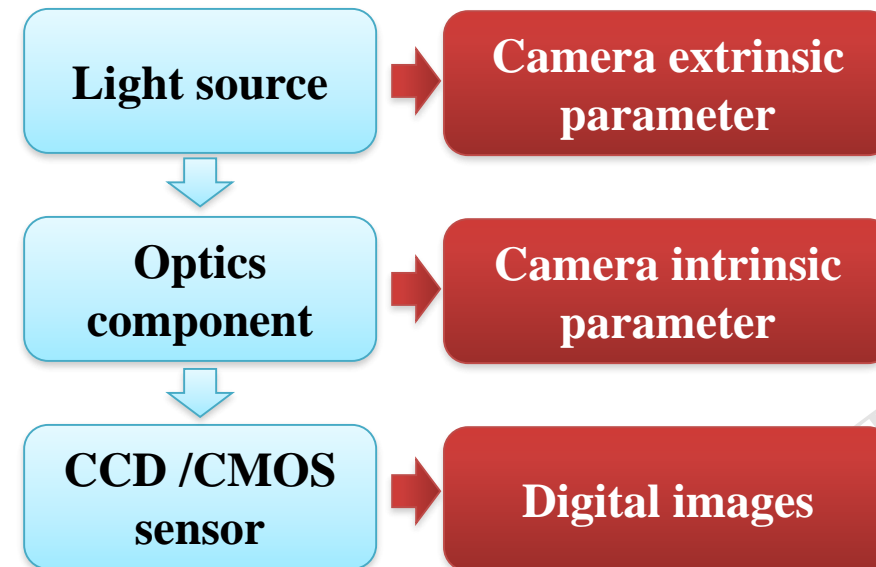 Light source
Camera extrinsic
parameter
Optics
component
Camera intrinsic
parameter
CCD /CMOS
sensor
Digital images